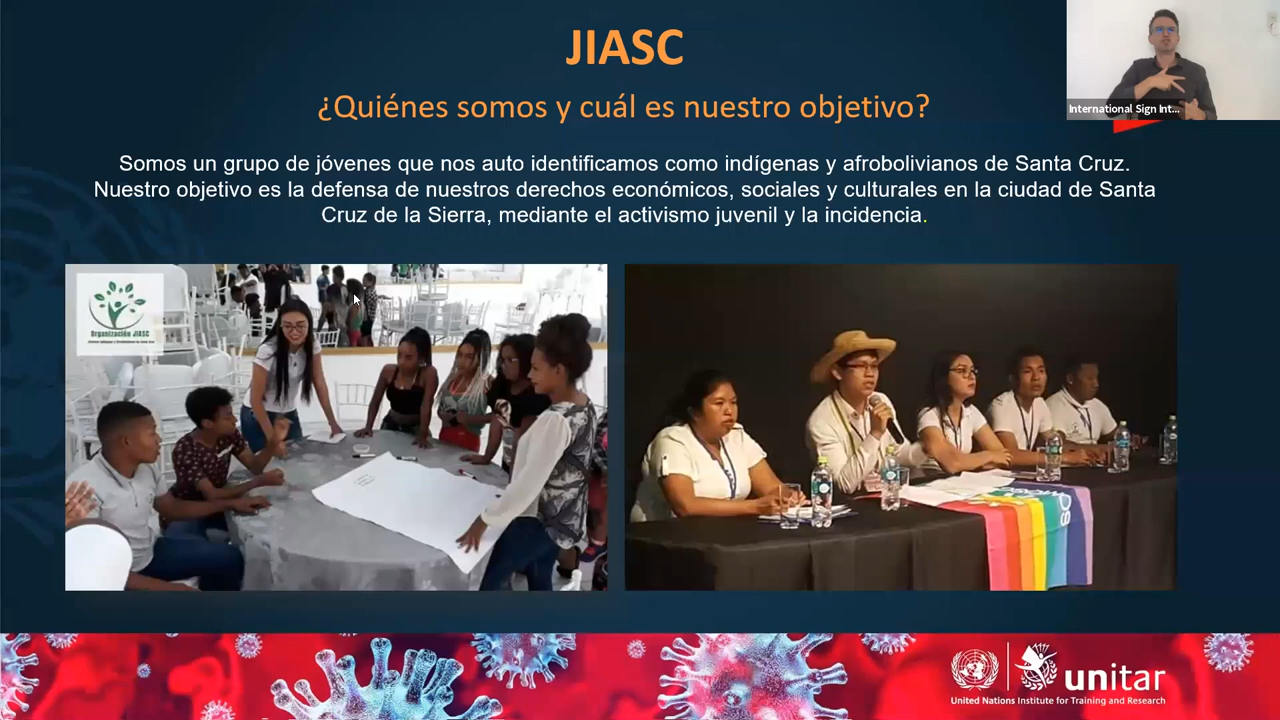 JIASC
¿Quiénes somos y cuál es nuestro objetivo?
International Sign Int...
Somos un grupo de jóvenes que nos auto identificamos como indígenas y afrobolivianos de Santa Cruz.
Nuestro objetivo es la defensa de nuestros derechos económicos, sociales y culturales en la ciudad de Santa
Cruz de la Sierra, mediante el activismo juvenil y la incidencia.
Organización JIASC
unitar
United Nations Institute for Training and Research